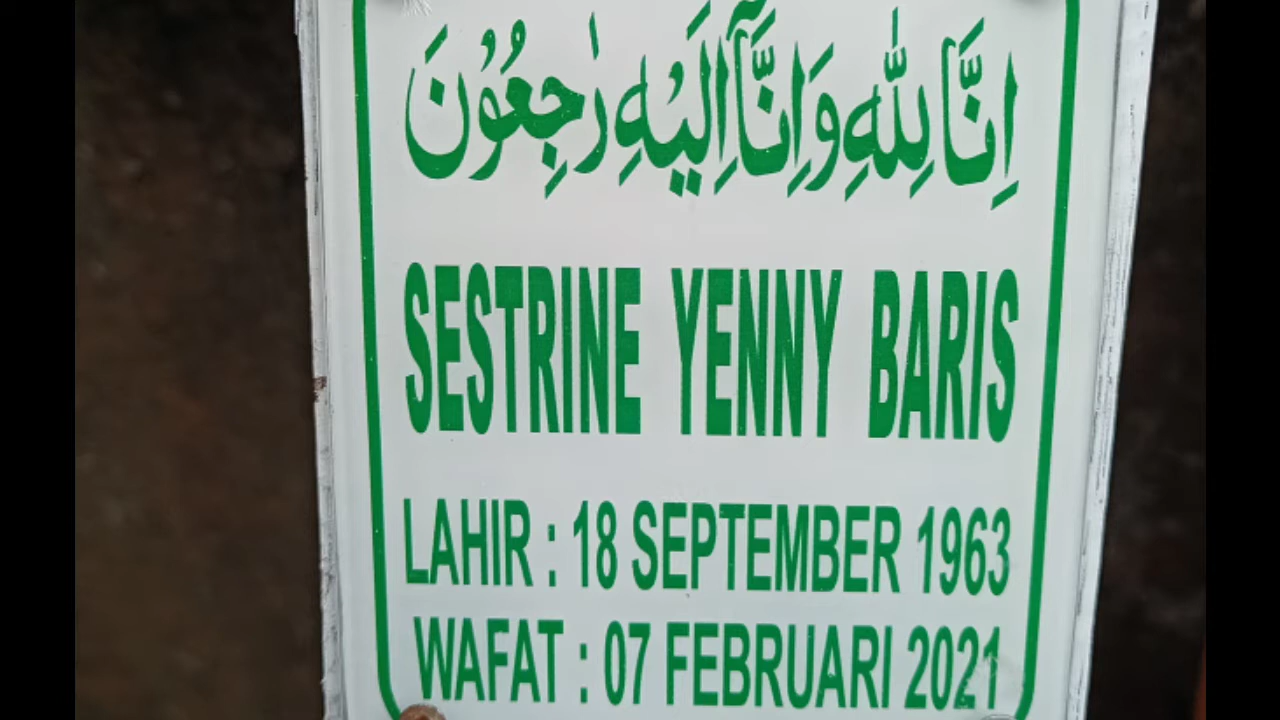 اِنَّا لِلّٰهِ وَاِنَّآ اِلَيْهِ رٰجِعُوْنَ
SESTRINE YENNY BARIS
LAHIR : 18 SEPTEMBER 1963
WAFAT : 07 FEBRUARI 2021